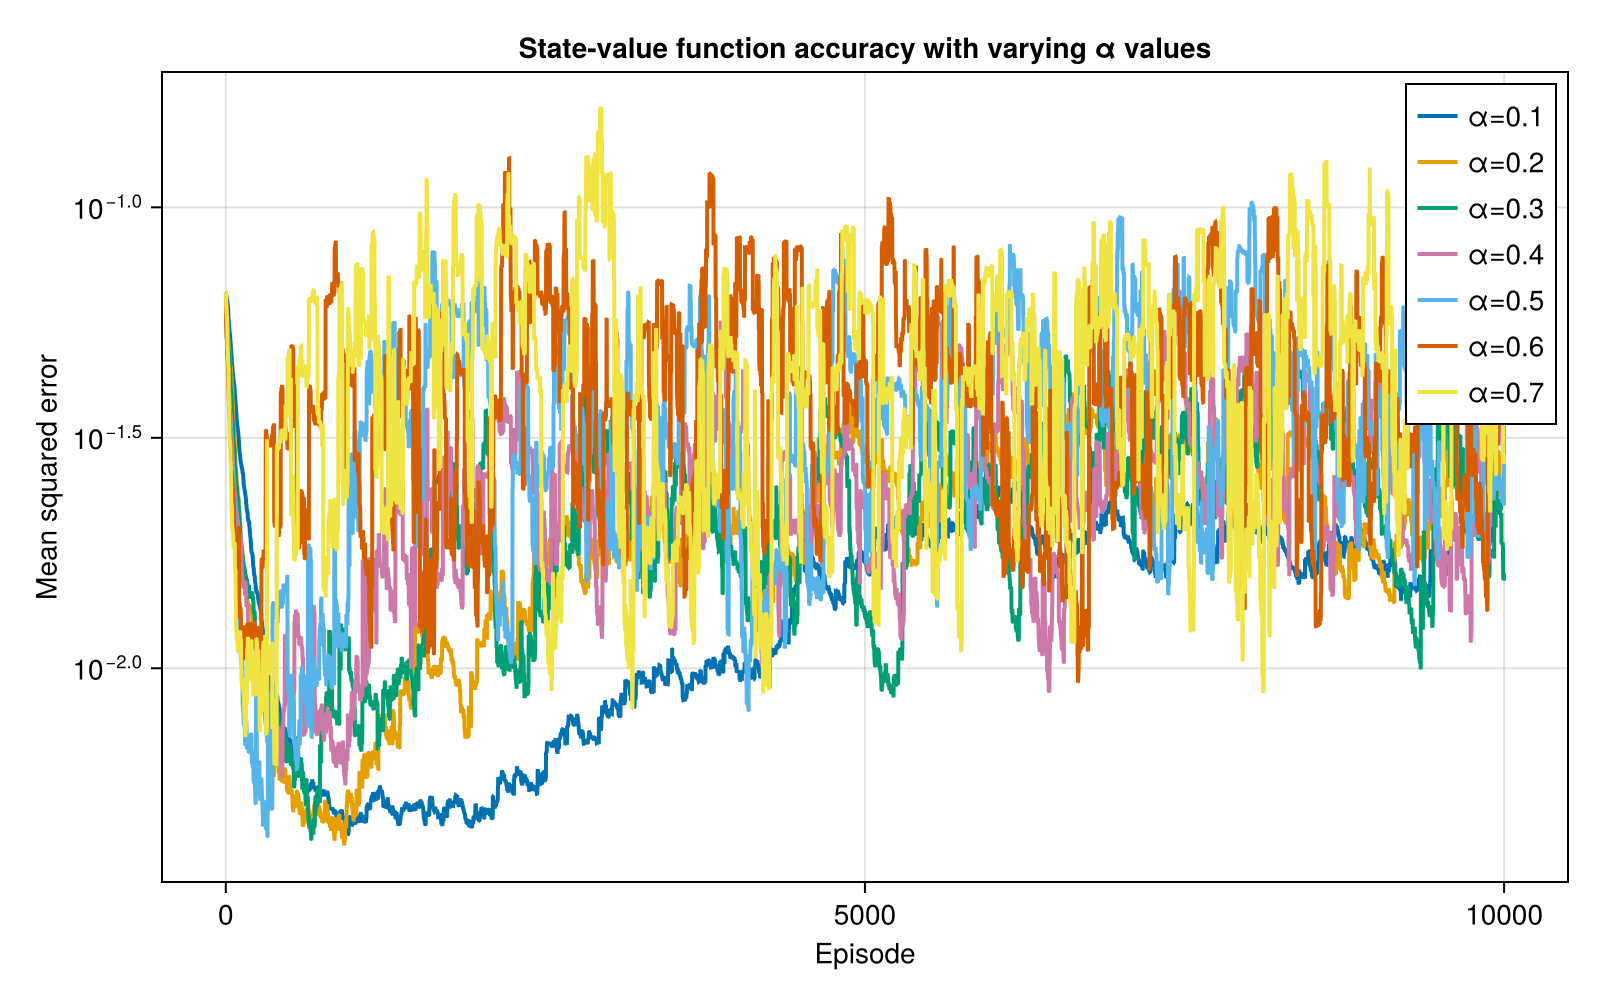 State-value function accuracy with varying α values
Mean squared error
10^−1.0
10^−1.5
10^−2.0
α=0.1
α=0.2
α=0.3
α=0.4
α=0.5
α=0.6
α=0.7
0
5000
10000
Episode